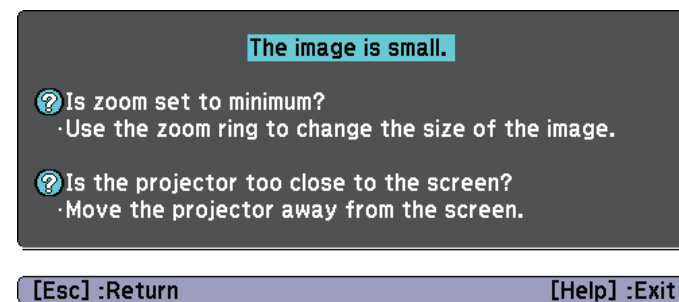 The image is small.
?Is zoom set to minimum?
·Use the zoom ring to change the size of the image.
?Is the projector too close to the screen?
·Move the projector away from the screen.
[Esc] :Return [Help] :Exit